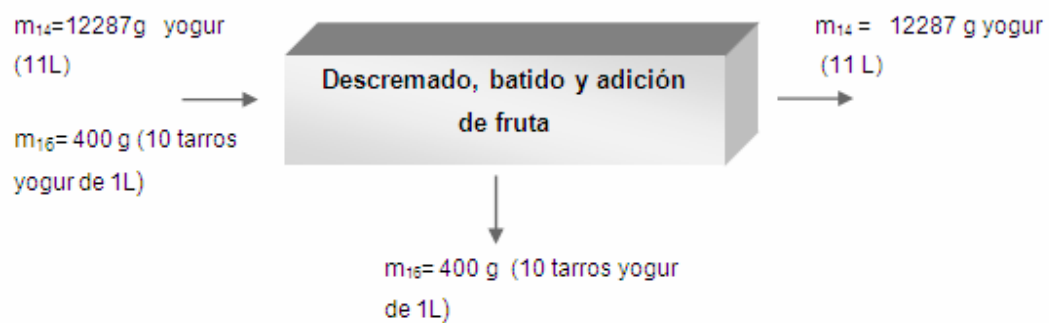 m₁₄=12287g yogur
(11L)
m₁₆= 400 g (10 tarros
yogur de 1L)
Descremado, batido y adición
de fruta
m₁₄ = 12287 g yogur
(11 L)
m₁₆= 400 g (10 tarros yogur
de 1L)